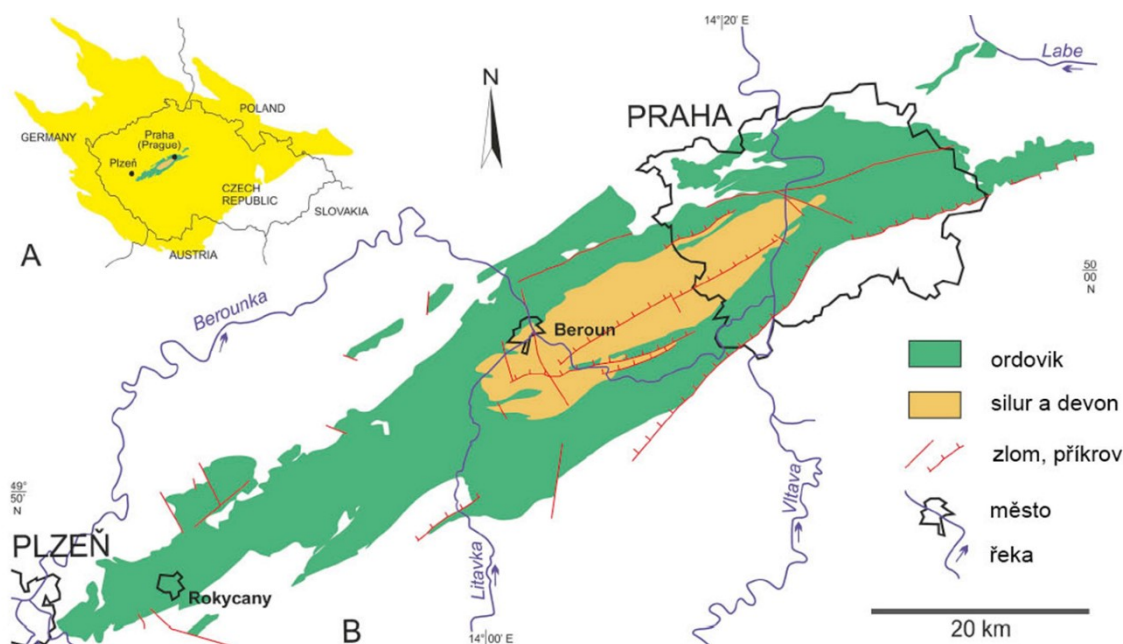 GERMANY
POLAND
Praha
(Prague)
Plzeň
CZECH
REPUBLIC
SLOVAKIA
AUSTRIA
A
N
14° 20' E
Labe
PRAHA
Berounka
Beroun
50
00
N
ordovik
silur a devon
zlom, příkrov
město
řeka
49°
50'
N
PLZEŇ
Rokycany
Litavka
Vltava
B
14° 00' E
20 km